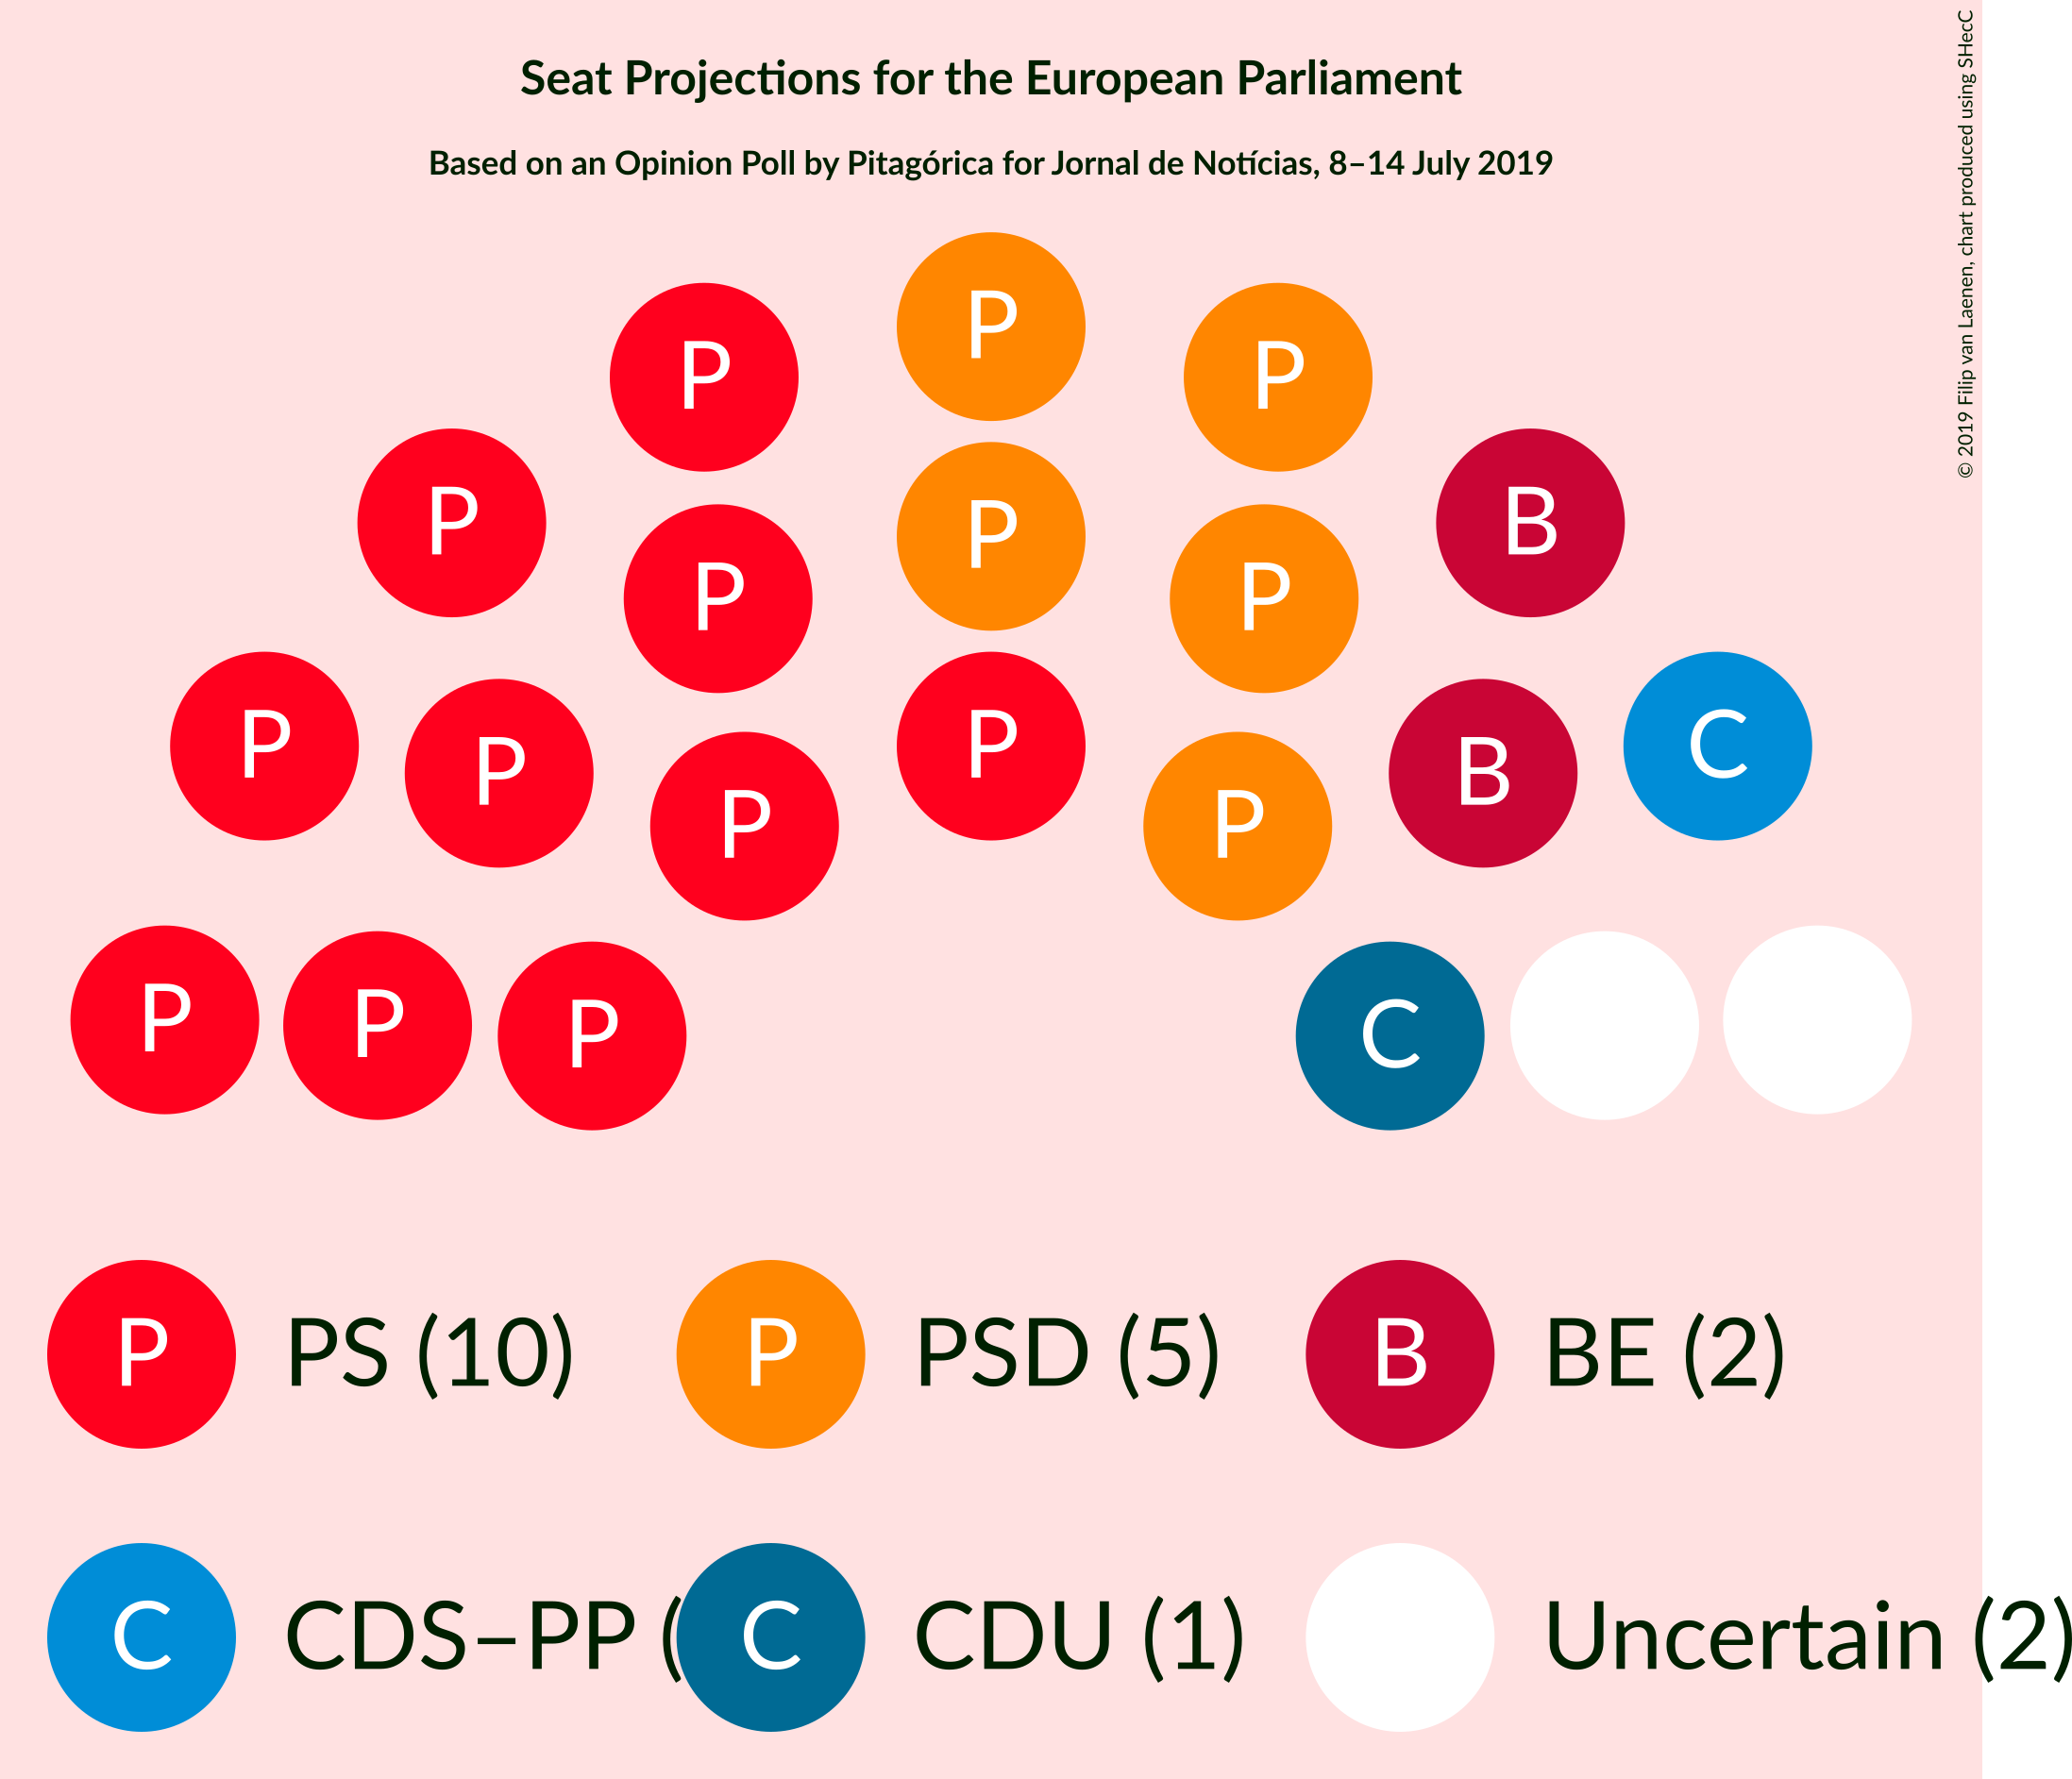 Seat Projections for the European Parliament
Based on an Opinion Poll by Pitagórica for Jornal de Notícias, 8–14 July 2019
© 2019 Filip van Laenen, chart produced using SHecC
P
P
P
P
B
P
P
P
P
P
C
P
B
P
P
P
P
P
C
P PS (10)
P PSD (5)
B BE (2)
C CDS–PP (
C CDU (1)
Uncertain (2)